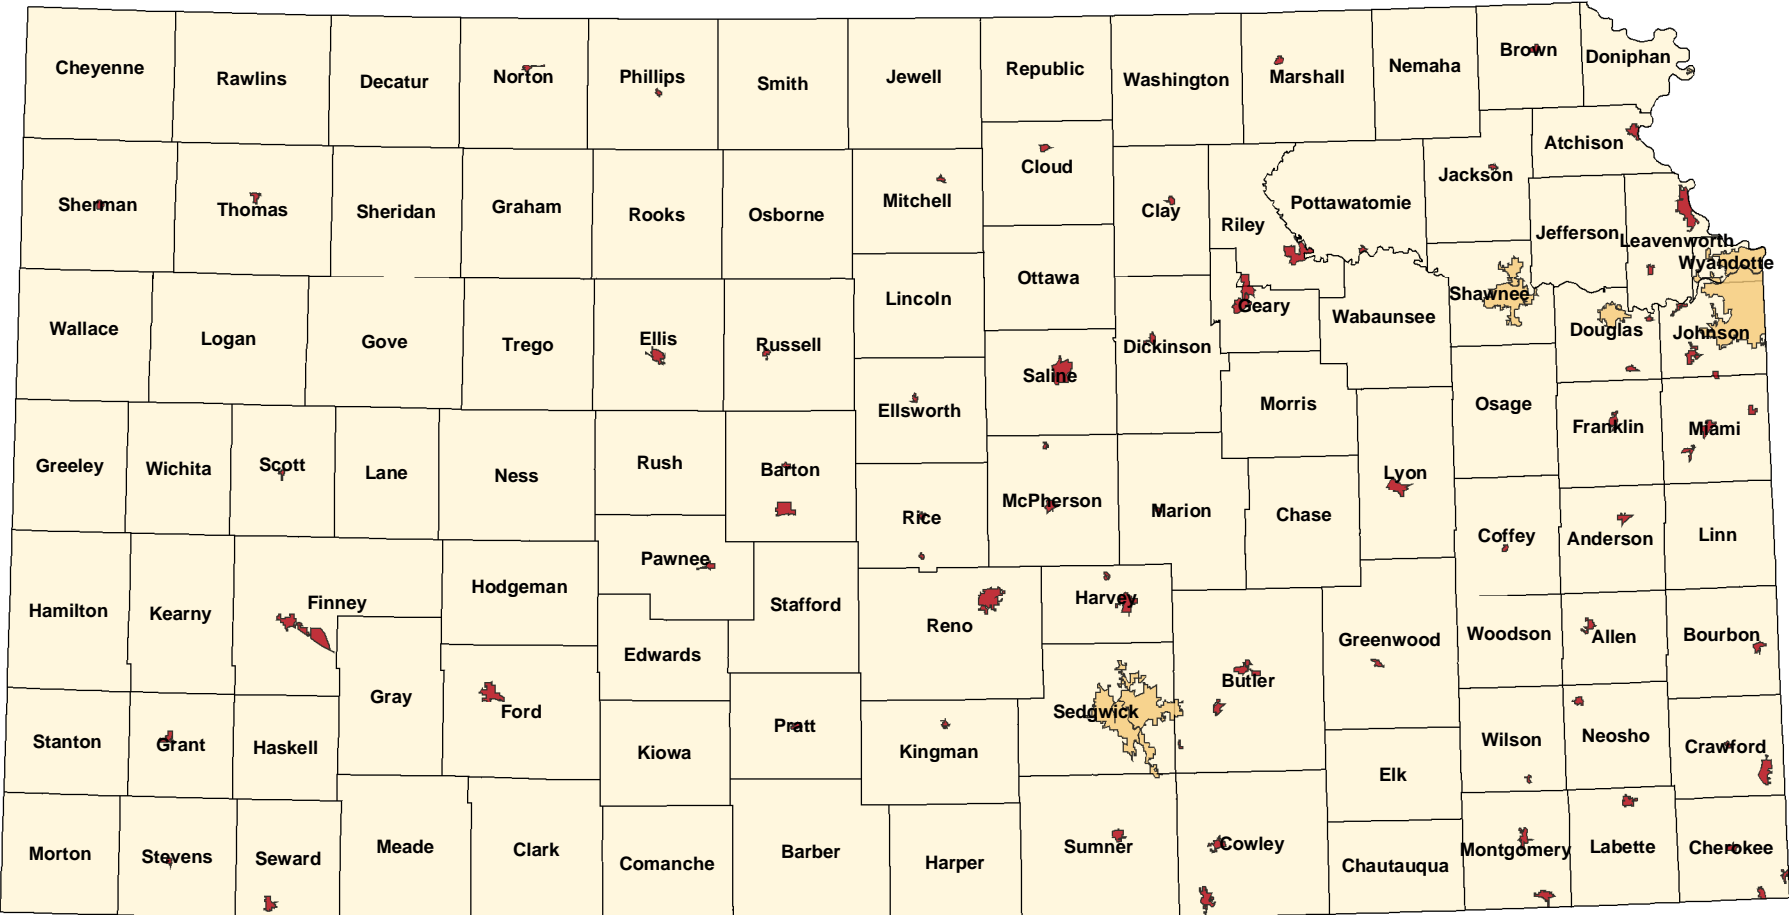 Cheyenne
Rawlins
Decatur
Norton
Phillips
Smith
Jewell
Republic
Washington
Marshall
Nemaha
Brown
Doniphan
Sherman
Thomas
Sheridan
Graham
Rooks
Osborne
Mitchell
Cloud
Clay
Riley
Pottawatomie
Jackson
Atchison
Jefferson
Leavenworth
Wyandotte
Wallace
Logan
Gove
Trego
Ellis
Russell
Lincoln
Ottawa
Saline
Dickinson
Geary
Wabaunsee
Shawnee
Douglas
Johnson
Greeley
Wichita
Scott
Lane
Ness
Rush
Barton
Ellsworth
Rice
McPherson
Marion
Morris
Chase
Lyon
Osage
Franklin
Miami
Coffey
Anderson
Linn
Hamilton
Kearny
Finney
Hodgeman
Pawnee
Stafford
Edwards
Reno
Harvey
Sedgwick
Butler
Greenwood
Woodson
Allen
Bourbon
Stanton
Grant
Haskell
Gray
Ford
Kiowa
Pratt
Kingman
Elk
Wilson
Neosho
Crawford
Morton
Stevens
Seward
Meade
Clark
Comanche
Barber
Harper
Sumner
Cowley
Chautauqua
Montgomery
Labette
Cherokee